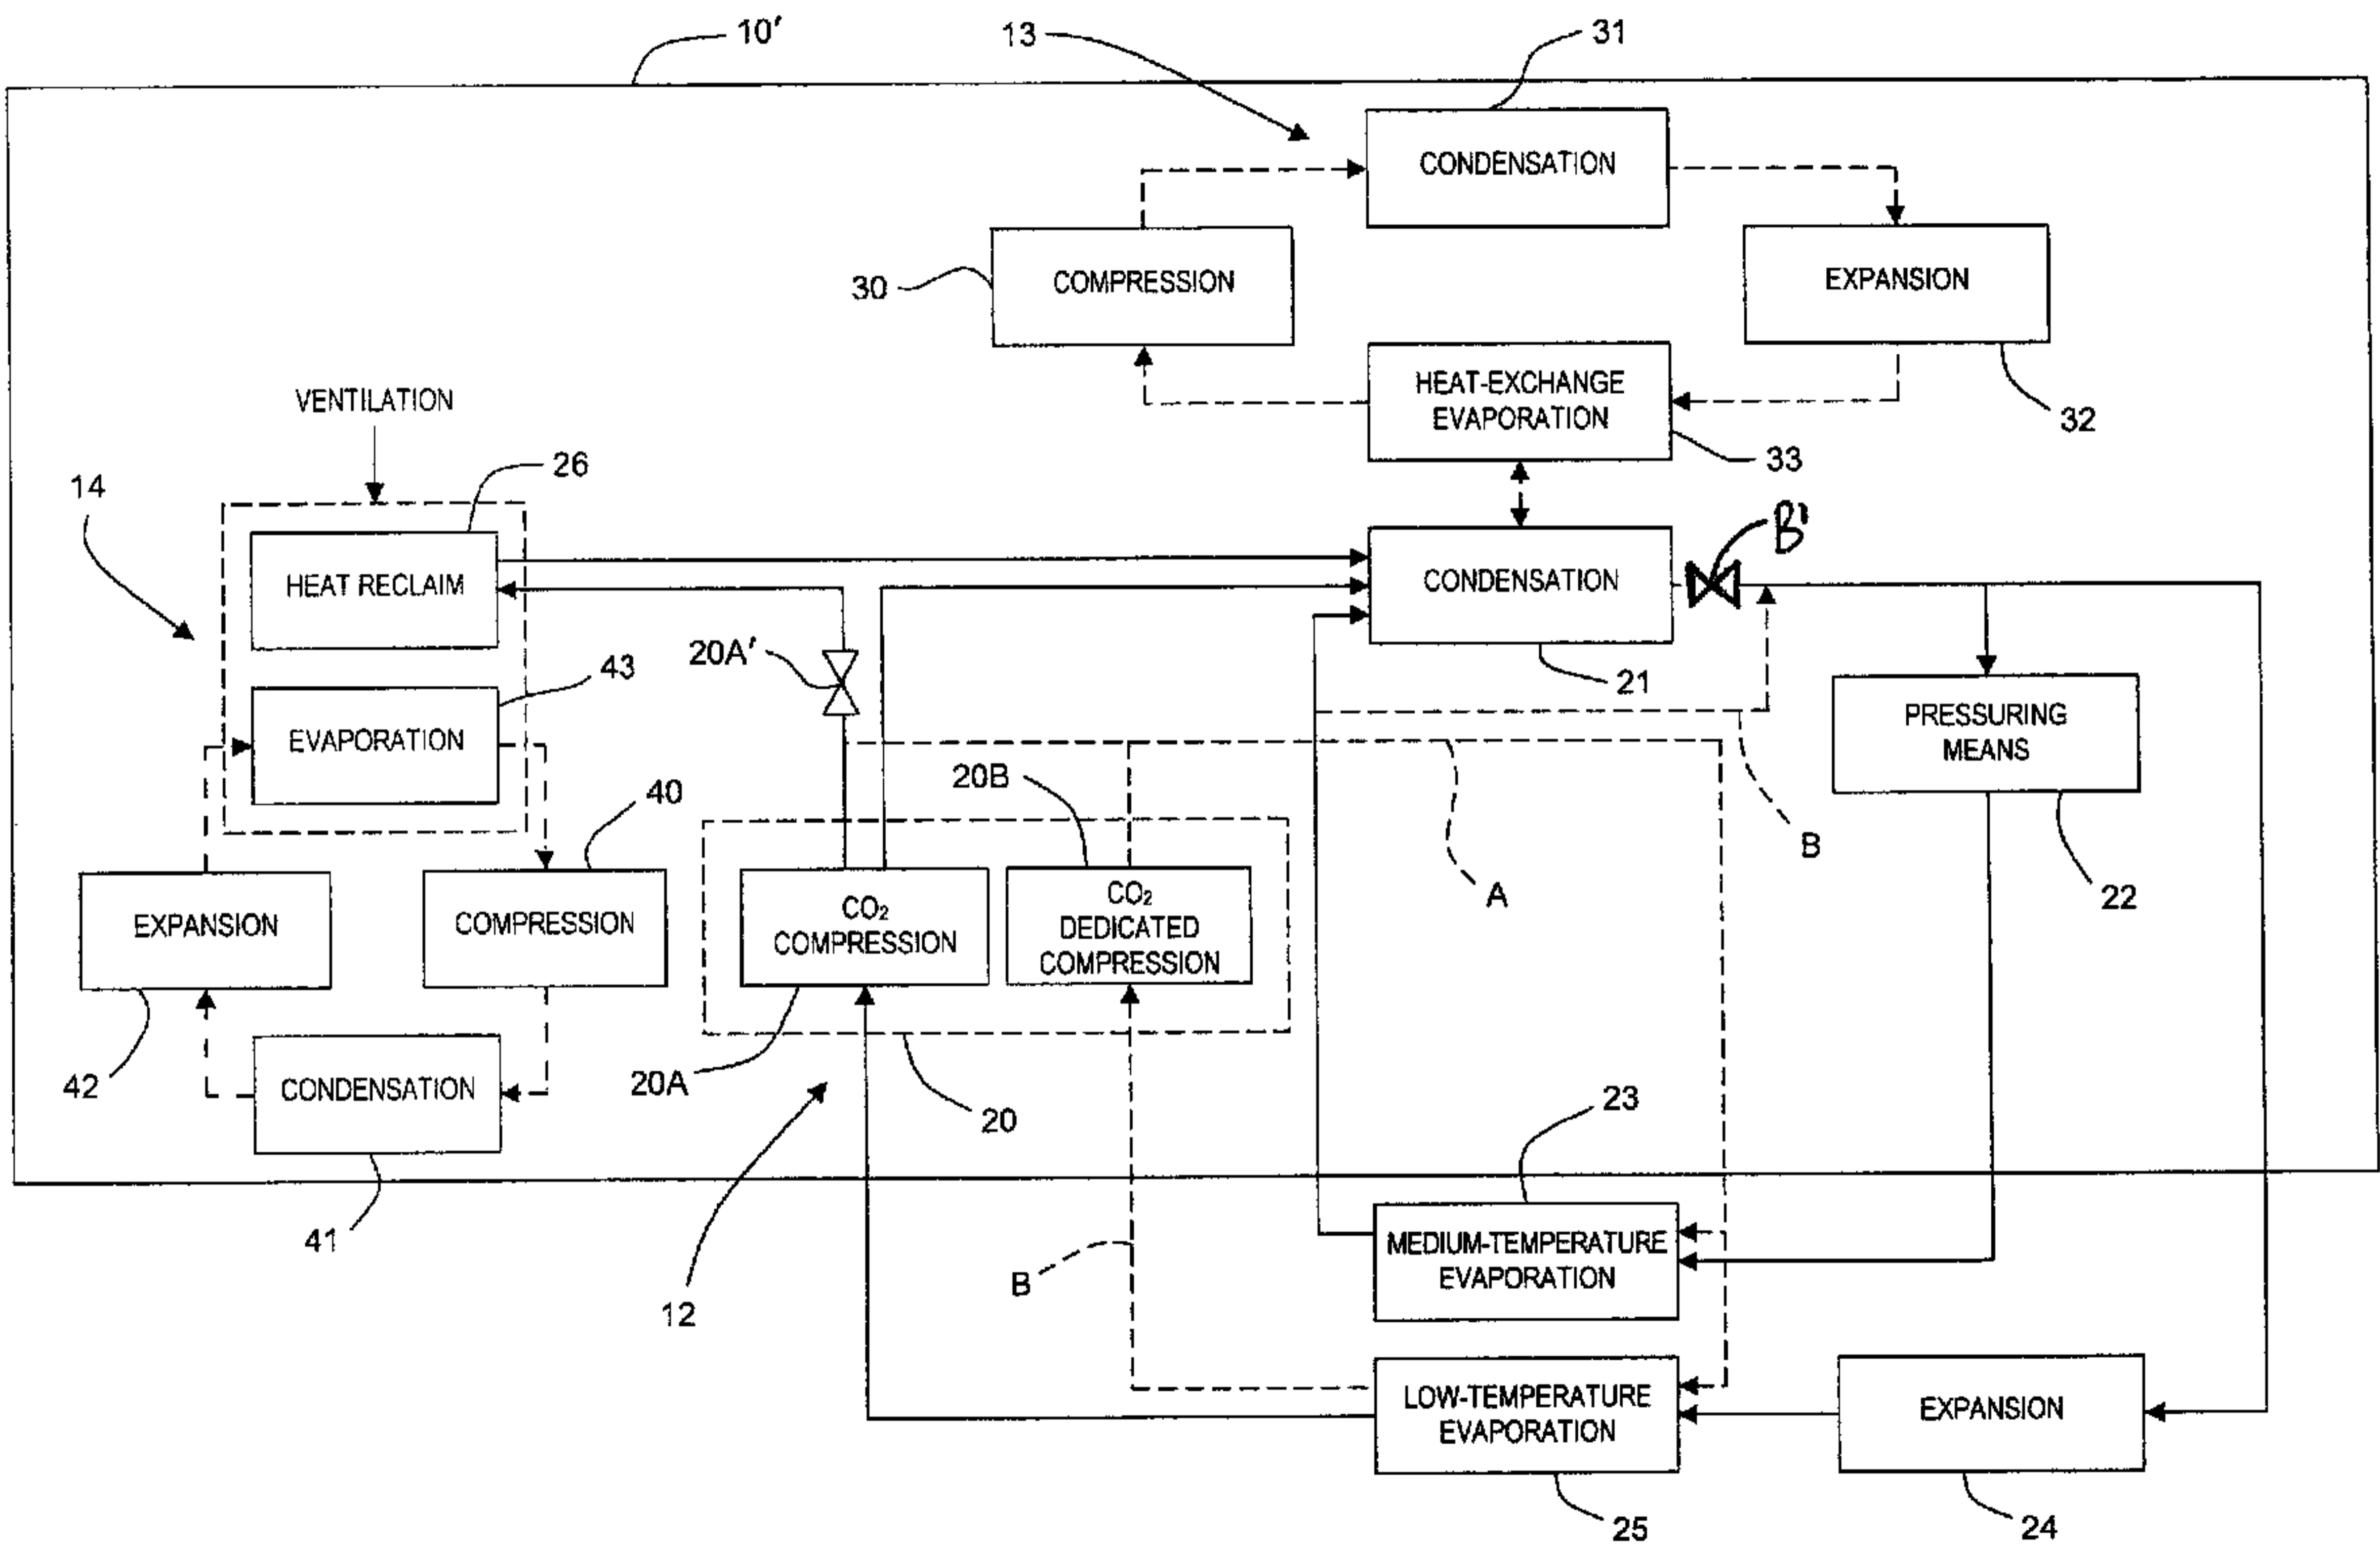 10'
13
31
CONDENSATION
30
COMPRESSION
EXPANSION
32
HEAT-EXCHANGE
EVAPORATION
33
VENTILATION
14
26
HEAT RECLAIM
43
EVAPORATION
20A'
CONDENSATION
B'
21
PRESSURING
MEANS
22
B
A
20B
40
EXPANSION
COMPRESSION
CO₂
COMPRESSION
CO₂
DEDICATED
COMPRESSION
42
CONDENSATION
41
20A
20
12
B
23
MEDIUM-TEMPERATURE
EVAPORATION
LOW-TEMPERATURE
EVAPORATION
25
EXPANSION
24